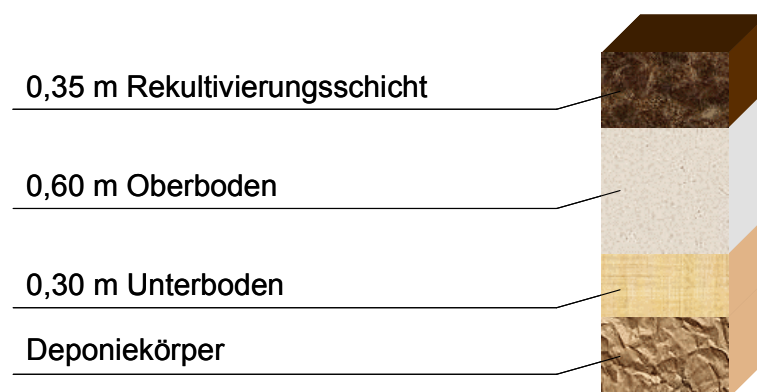 0,35 m Rekultivierungsschicht
0,60 m Oberboden
0,30 m Unterboden
Deponiekörper